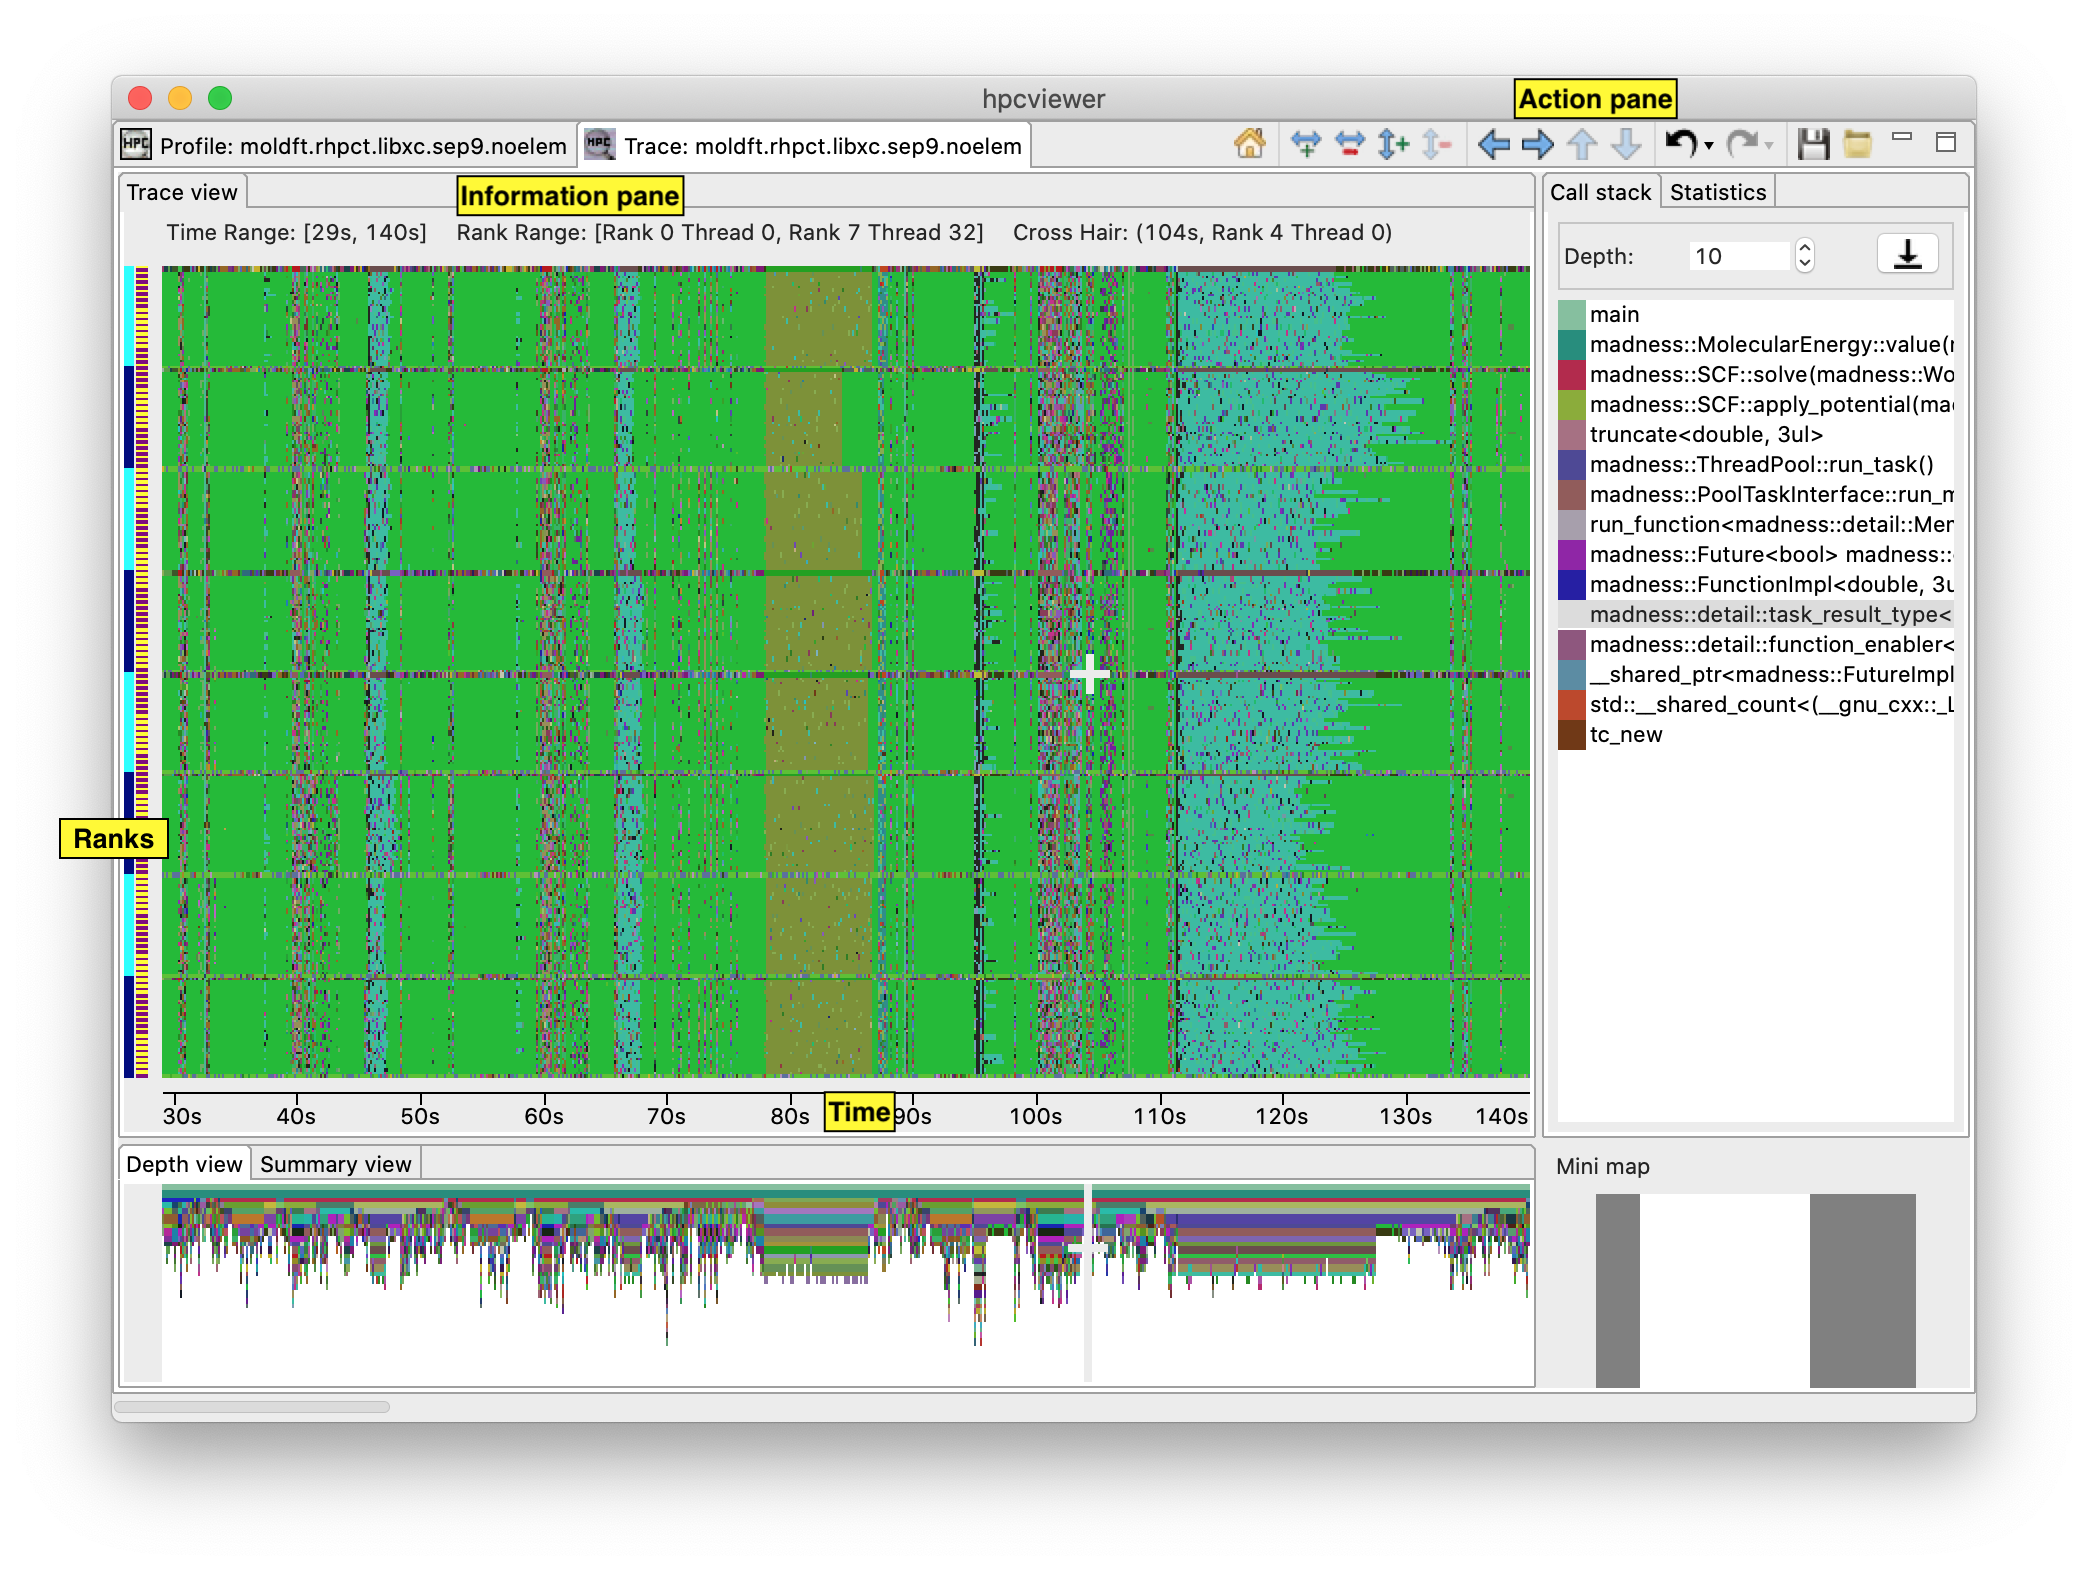 hpcviewer
Action pane
Profile: moldft.rhpct.libxc.sep9.noelem
Trace: moldft.rhpct.libxc.sep9.noelem
Trace view
Information pane
Time Range: [29s, 140s] Rank Range: [Rank 0 Thread 0, Rank 7 Thread 32] Cross Hair: (104s, Rank 4 Thread 0)
Ranks
30s 40s 50s 60s 70s 80s 90s 100s 110s 120s 130s 140s
Time
Call stack Statistics
Depth: 10
main
madness::MolecularEnergy::value(
madness::SCF::solve(madness::Wo
madness::SCF::apply_potential(ma
truncate<double, 3ul>
madness::ThreadPool::run_task()
madness::PoolTaskInterface::run_m
run_function<madness::detail::Mem
madness::Future<bool> madness::
madness::FunctionImpl<double, 3u
madness::detail::task_result_type<
madness::detail::function_enabler<
__shared_ptr<madness::FutureImpl
std::__shared_count<(__gnu_cxx::_L
tc_new
Depth view Summary view
Mini map